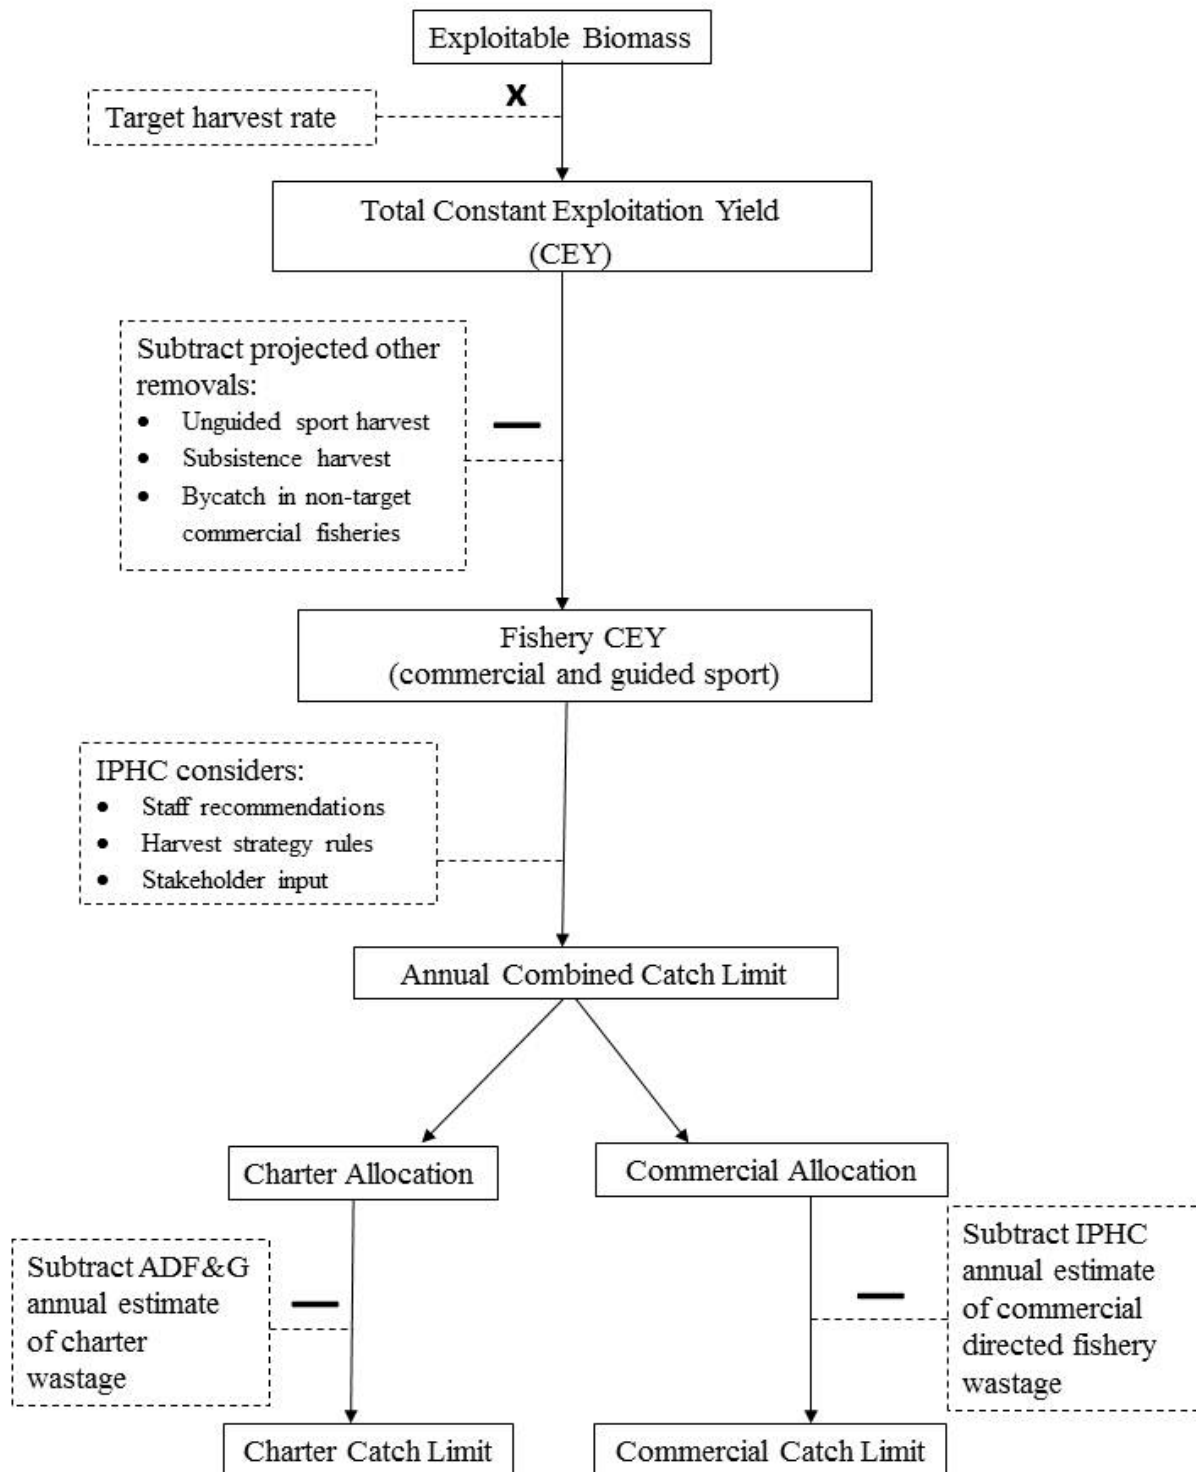 Exploitable Biomass
X
Target harvest rate
Total Constant Exploitation Yield
(CEY)
Subtract projected other
removals:
• Unguided sport harvest
• Subsistence harvest
• Bycatch in non-target
commercial fisheries
—
Fishery CEY
(commercial and guided sport)
IPHC considers:
• Staff recommendations
• Harvest strategy rules
• Stakeholder input
Annual Combined Catch Limit
Charter Allocation
Commercial Allocation
Subtract ADF&G
annual estimate
of charter
wastage
—
Subtract IPHC
annual estimate
of commercial
directed fishery
wastage
—
Charter Catch Limit
Commercial Catch Limit